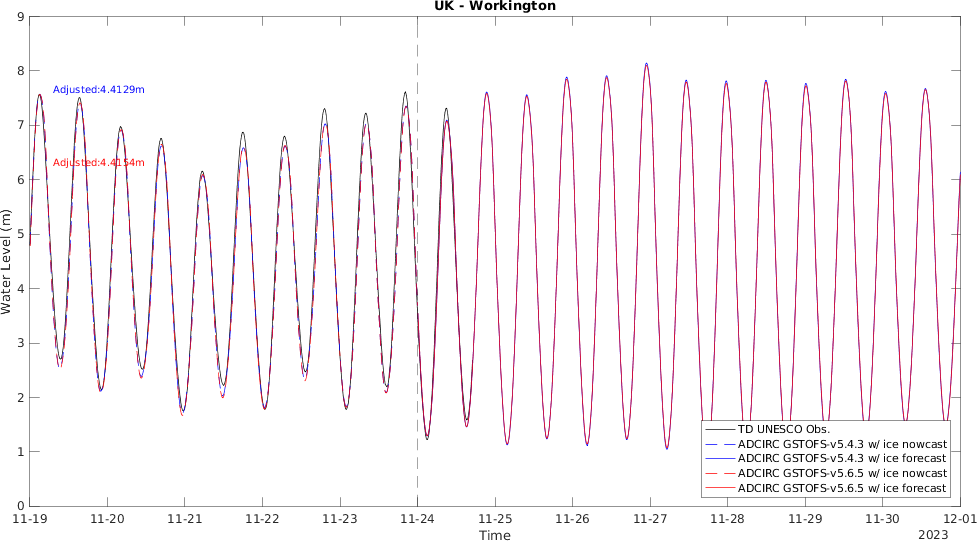 UK - Workington
9
8
7
6
5
4
3
2
1
0
Water Level (m)
Adjusted:4.4129m
Adjusted:4.4154m
TD UNESCO Obs.
ADCIRC GSTOFS-v5.4.3 w/ ice nowcast
ADCIRC GSTOFS-v5.4.3 w/ ice forecast
ADCIRC GSTOFS-v5.6.5 w/ ice nowcast
ADCIRC GSTOFS-v5.6.5 w/ ice forecast
11-19 11-20 11-21 11-22 11-23 11-24 11-25 11-26 11-27 11-28 11-29 11-30 12-01
Time
2023